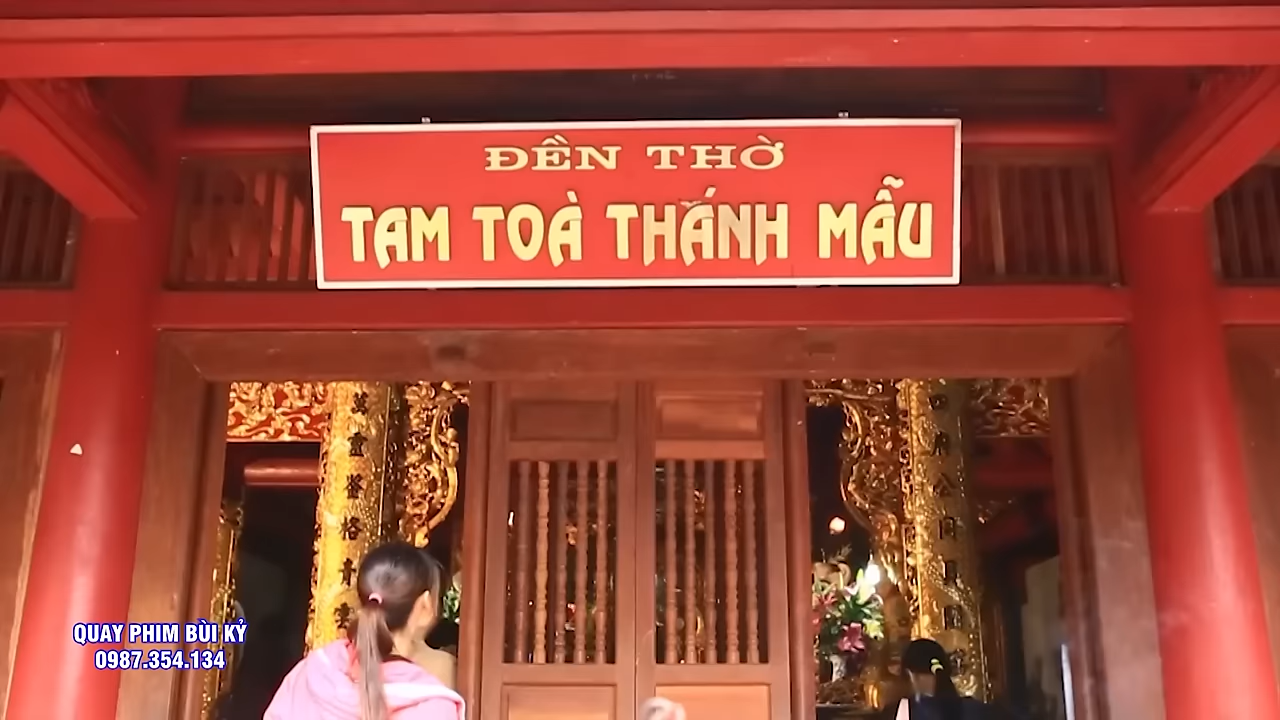 ĐỀN THỜ
TAM TOÀ THÁNH MẪU
QUAY PHIM BÙI KỶ
0987.354.134